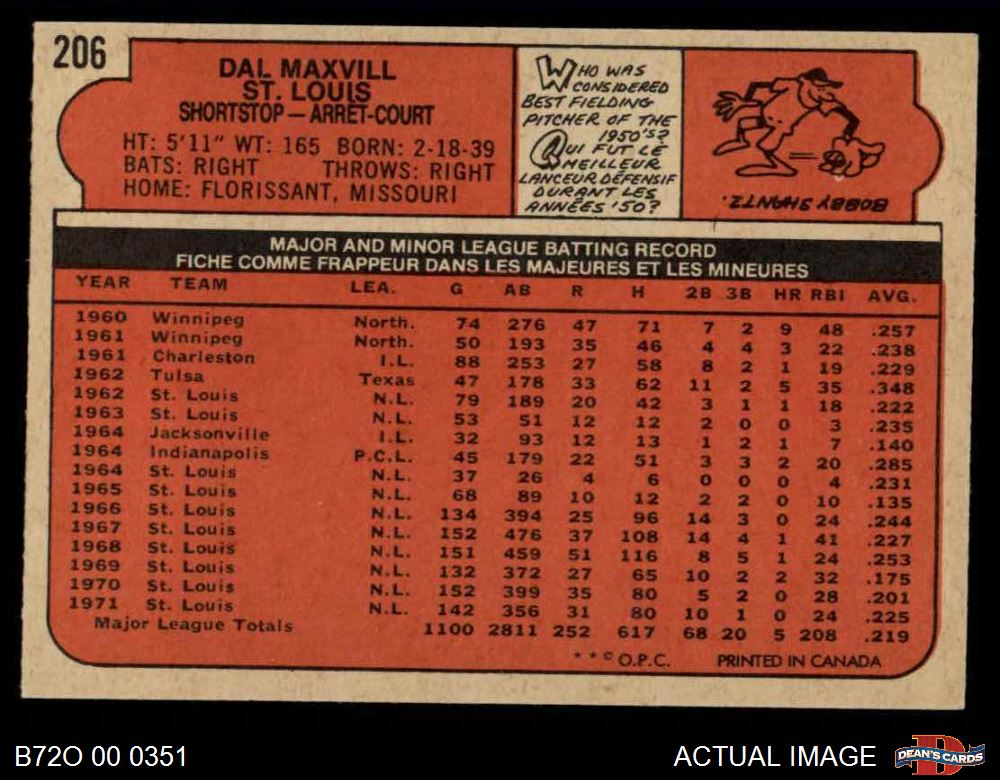 206
DAL MAXVILL
ST. LOUIS
SHORTSTOP — ARRÊT-COURT
HT: 5'11" WT: 165 BORN: 2-18-39
BATS: RIGHT THROWS: RIGHT
HOME: FLORISSANT, MISSOURI
WHO WAS
CONSIDERED
BEST FIELDING
PITCHER OF THE
1950'S?
QUI FUT LE
MEILLEUR
LANCEUR DÉFENSIF
DURANT LES
ANNÉES '50?
BOBBY SHANTZ.
MAJOR AND MINOR LEAGUE BATTING RECORD
FICHE COMME FRAPPEUR DANS LES MAJEURES ET LES MINEURES
YEAR TEAM LEA. G AB R H 2B 3B HR RBI AVG.
1960 Winnipeg North. 74 276 47 71 7 2 9 48 .257
1961 Winnipeg North. 50 193 35 46 4 4 3 22 .238
1961 Charleston I.L. 88 253 27 58 8 2 1 19 .229
1962 Tulsa Texas 47 178 33 62 11 2 5 35 .348
1962 St. Louis N.L. 79 189 20 42 3 1 1 18 .222
1963 St. Louis N.L. 53 51 12 12 2 0 0 3 .235
1964 Jacksonville I.L. 32 93 12 13 1 2 1 7 .140
1964 Indianapolis P.C.L. 45 179 22 51 3 3 2 20 .285
1964 St. Louis N.L. 37 26 4 6 0 0 0 4 .231
1965 St. Louis N.L. 68 89 10 12 2 2 0 10 .135
1966 St. Louis N.L. 134 394 25 96 14 3 0 24 .244
1967 St. Louis N.L. 152 476 37 108 14 4 1 41 .227
1968 St. Louis N.L. 151 459 51 116 8 5 1 24 .253
1969 St. Louis N.L. 132 372 27 65 10 2 2 32 .175
1970 St. Louis N.L. 152 399 35 80 5 2 0 28 .201
1971 St. Louis N.L. 142 356 31 80 10 1 0 24 .225
Major League Totals 1100 2811 252 617 68 20 5 208 .219
**© O.P.C. PRINTED IN CANADA
B72O 00 0351
ACTUAL IMAGE
D
DEAN'S CARDS